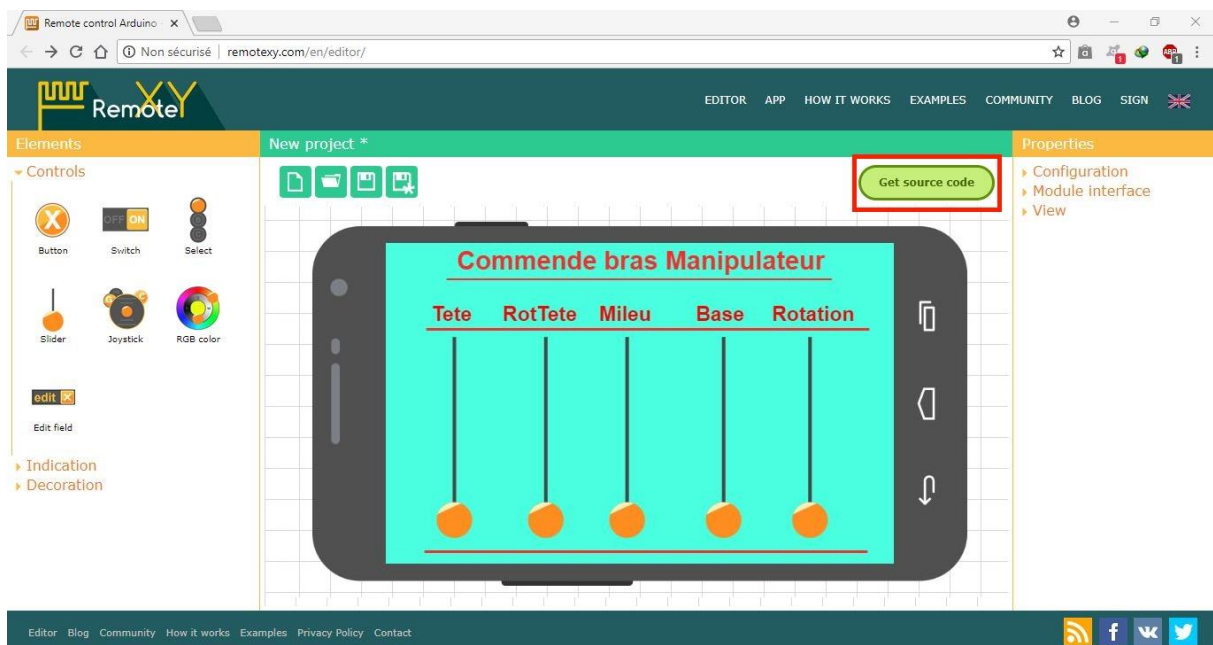 Remote control Arduino
Non sécurisé | remotexy.com/en/editor/
RemoteXY
EDITOR APP HOW IT WORKS EXAMPLES COMMUNITY BLOG SIGN
Elements
New project *
Properties
Controls
Get source code
Configuration
Module interface
View
OFF ON
Button Switch Select
Slider Joystick RGB color
edit X
Edit field
Indication
Decoration
Commende bras Manipulateur
Tete RotTete Mileu Base Rotation
Editor Blog Community How it works Examples Privacy Policy Contact